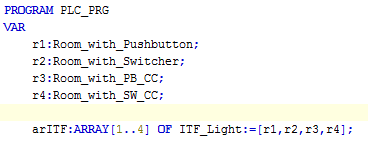 PROGRAM PLC_PRG
VAR
r1:Room_with_Pushbutton;
r2:Room_with_Switcher;
r3:Room_with_PB_CC;
r4:Room_with_SW_CC;
arITF:ARRAY[1..4] OF ITF_Light:=[r1,r2,r3,r4];